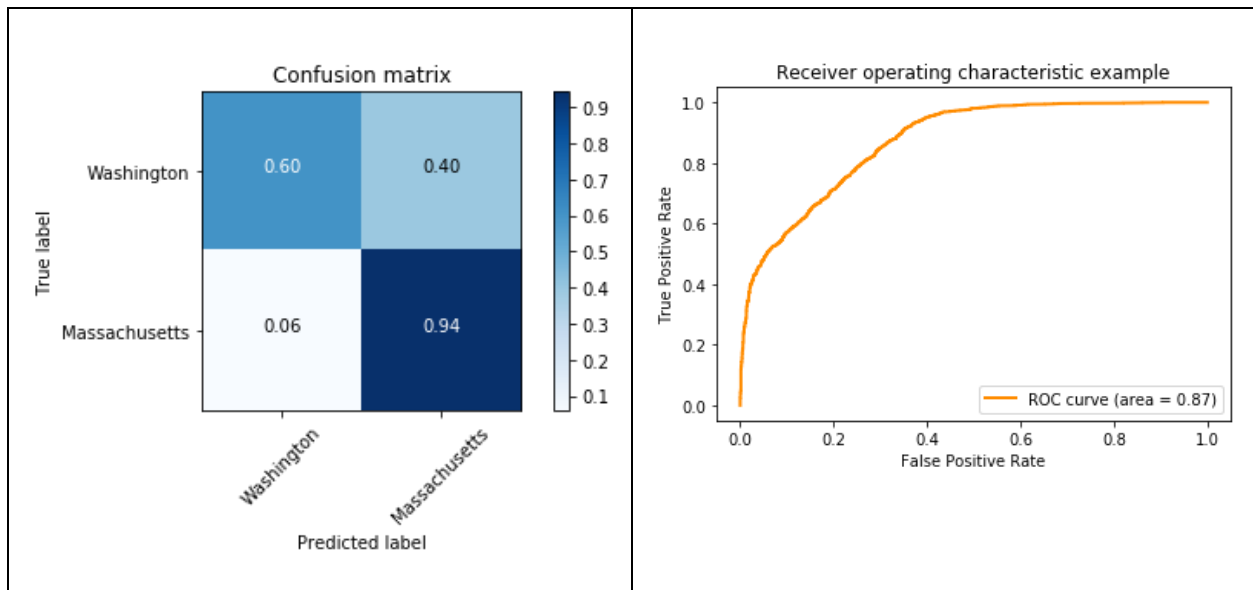 Confusion matrix
True label
Washington
Massachusetts
0.60
0.40
0.06
0.94
0.9
0.8
0.7
0.6
0.5
0.4
0.3
0.2
0.1
Washington
Massachusetts
Predicted label
Receiver operating characteristic example
True Positive Rate
1.0
0.8
0.6
0.4
0.2
0.0
ROC curve (area = 0.87)
0.0
0.2
0.4
0.6
0.8
1.0
False Positive Rate